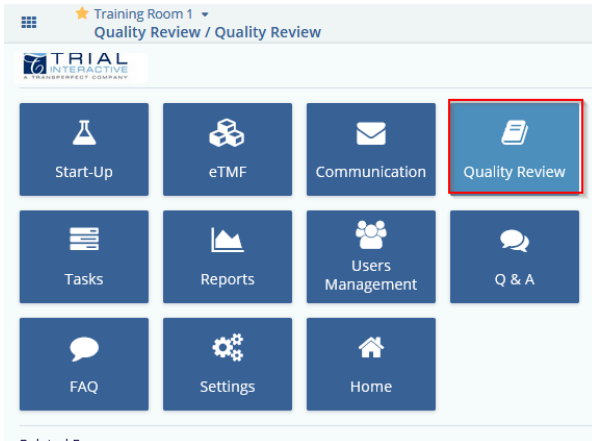 Training Room 1
Quality Review / Quality Review
TRIAL
INTERACTIVE
A TRANSPERFECT COMPANY
Start-Up
eTMF
Communication
Quality Review
Tasks
Reports
Users
Management
Q & A
FAQ
Settings
Home